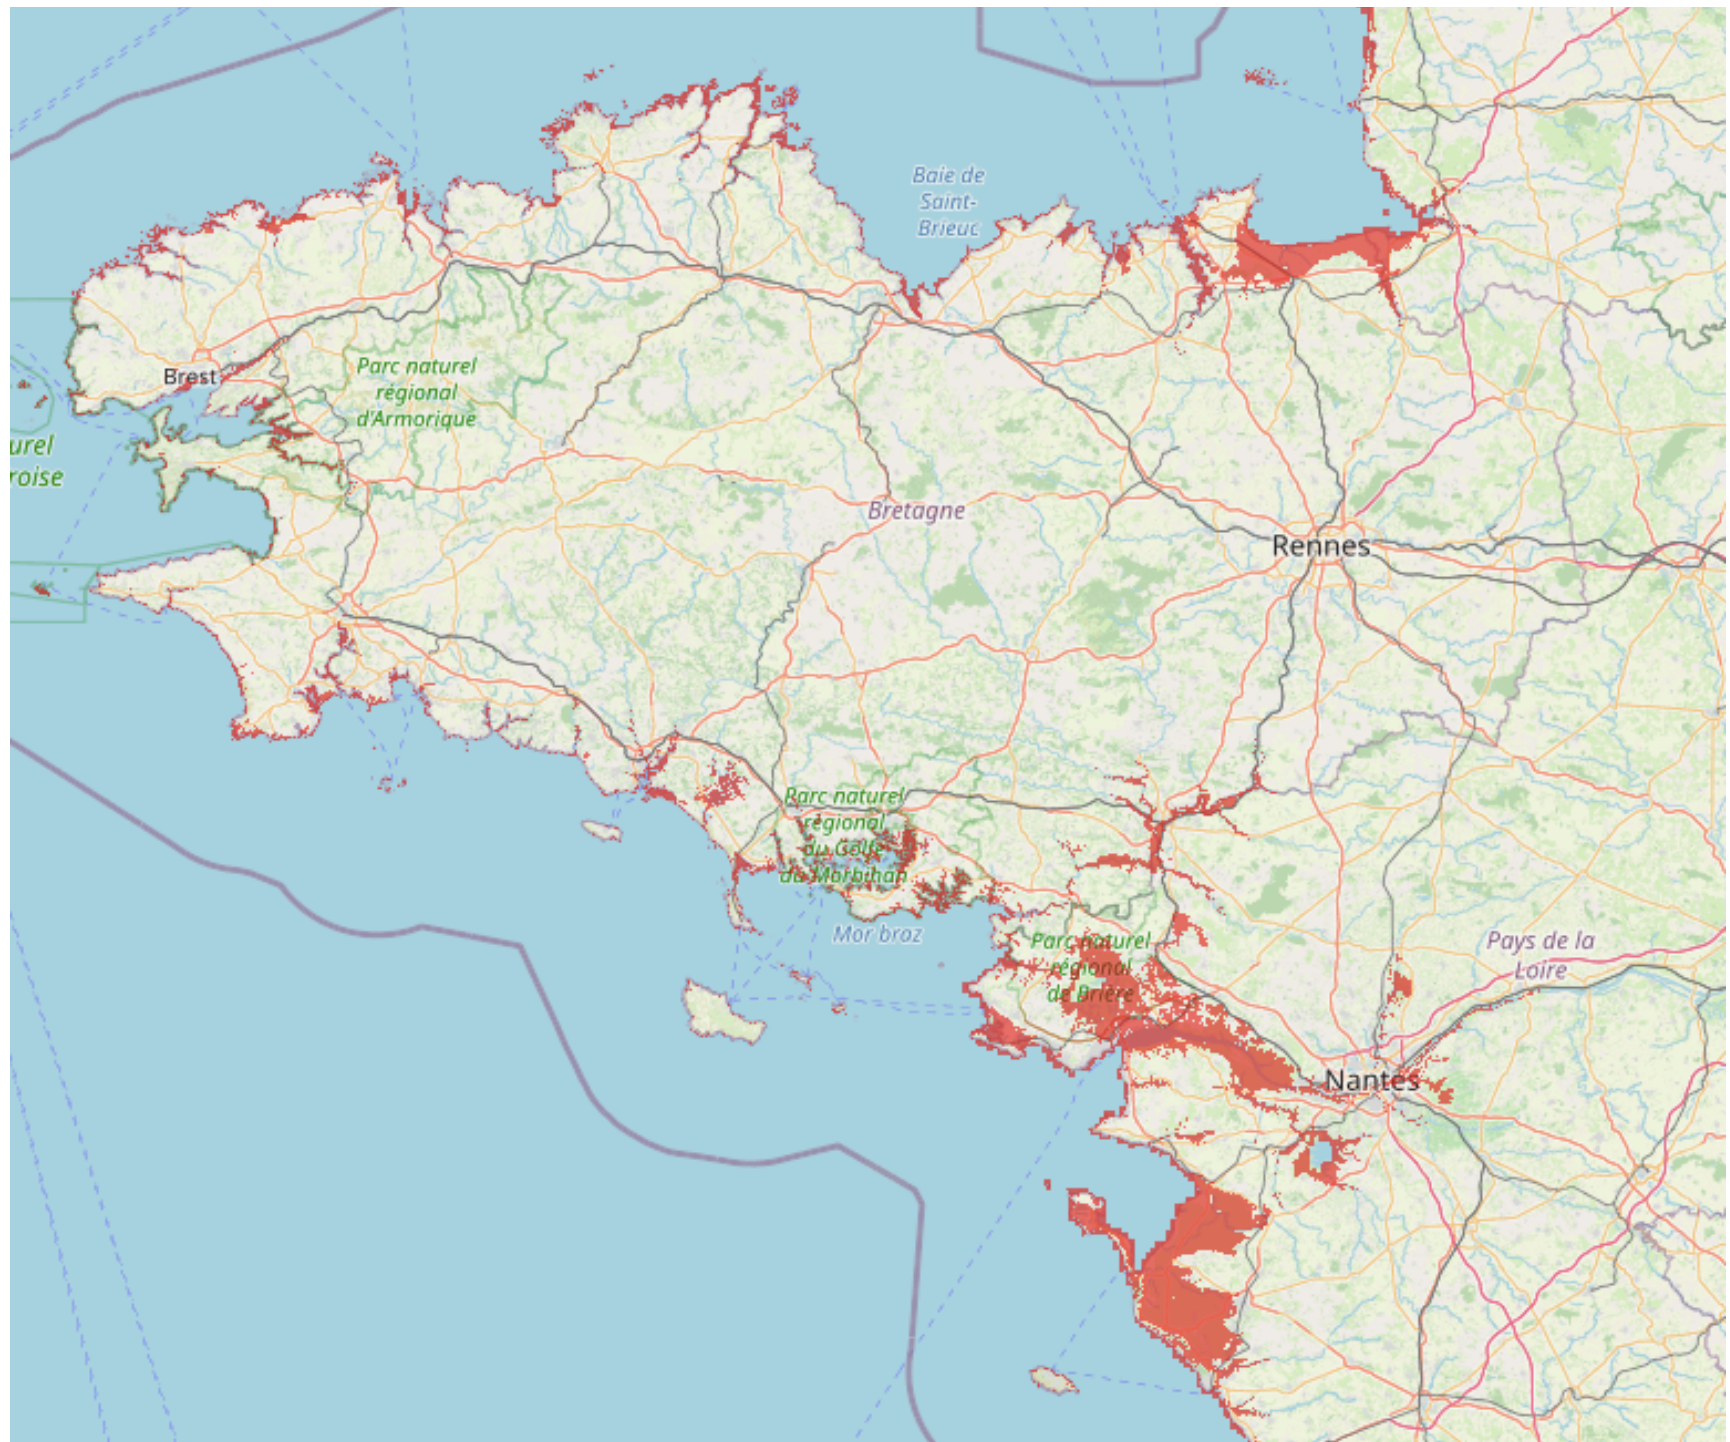 Baie de
Saint-
Brieuc
Brest
Parc naturel
régional
d'Armorique
urel
roise
Bretagne
Rennes
Parc naturel
régional
du Golfe
du Morbihan
Mor braz
Parc naturel
régional
de Brière
Pays de la
Loire
Nantes